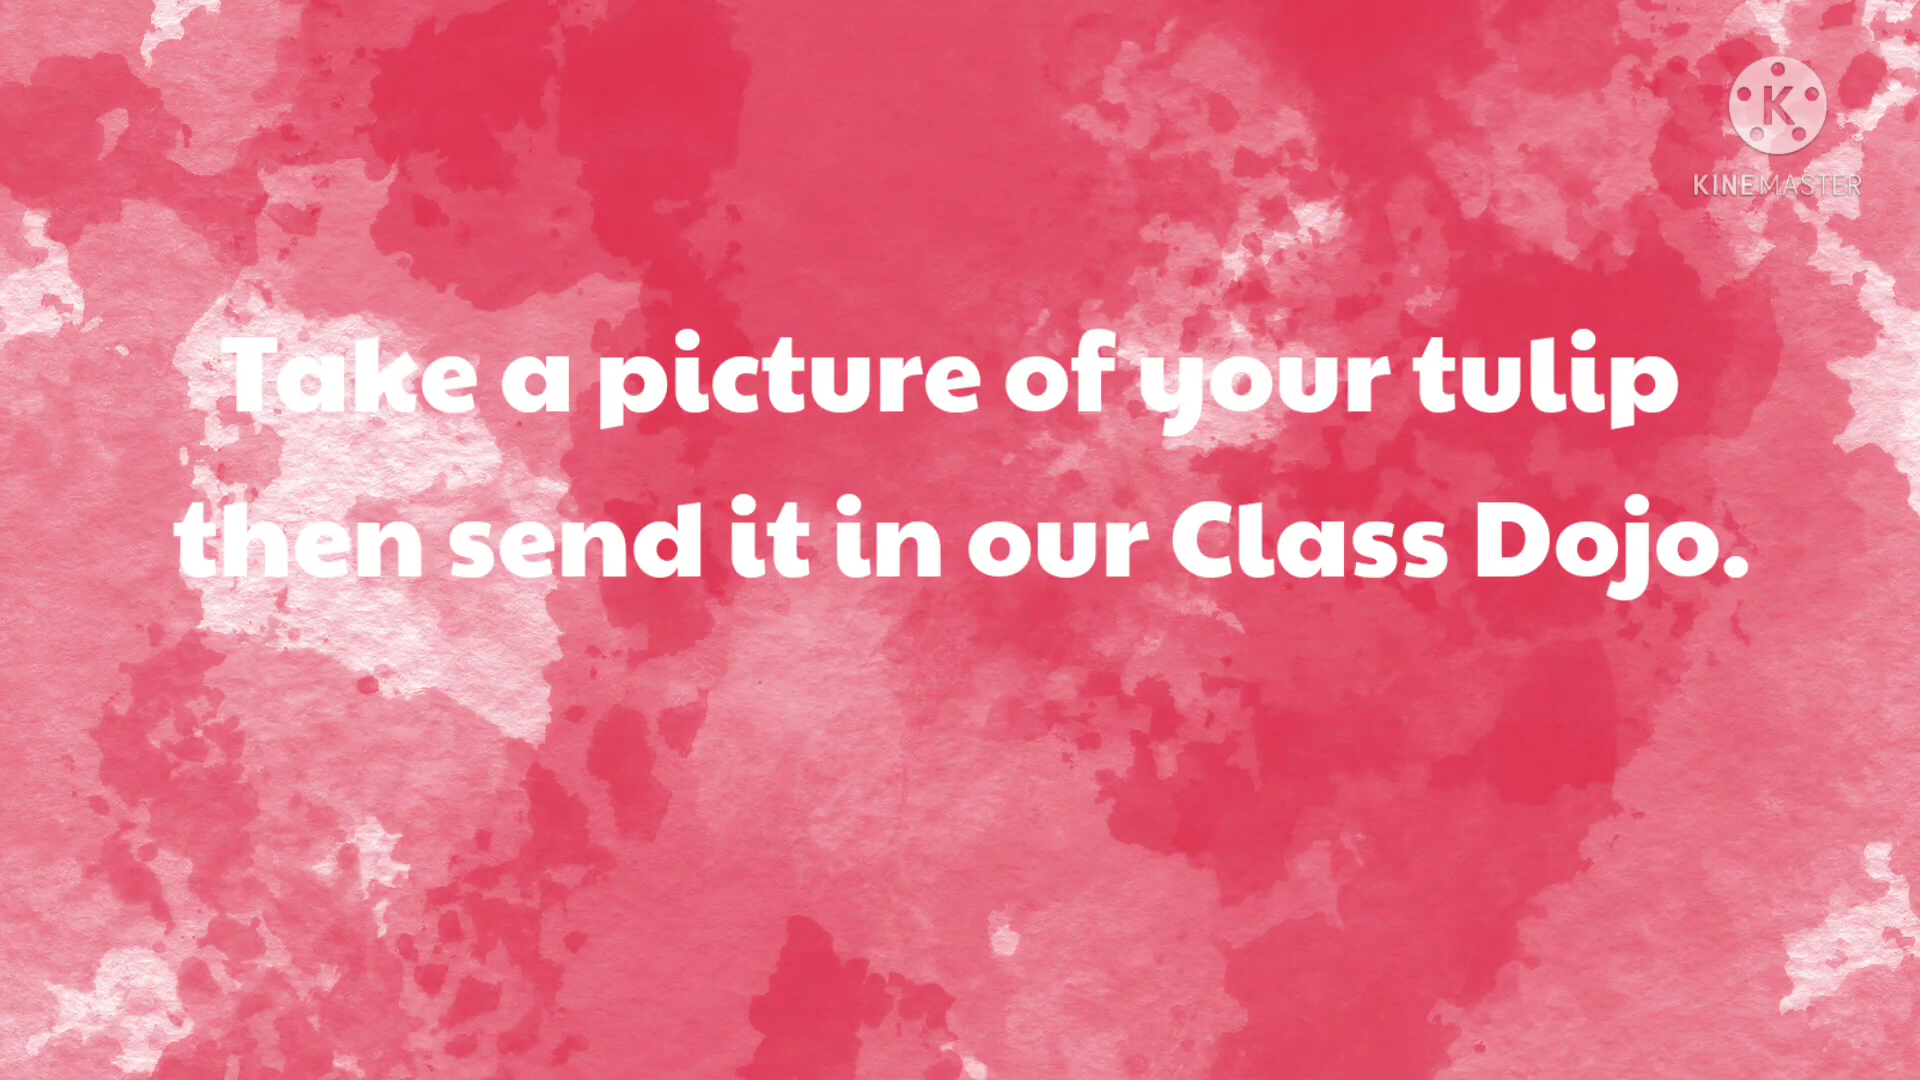 K
KINEMASTER
Take a picture of your tulip
then send it in our Class Dojo.